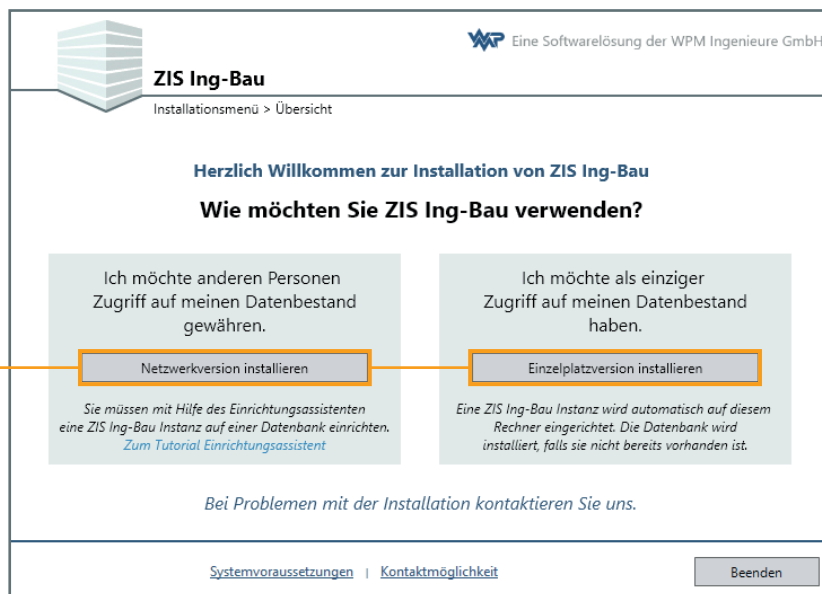 WPM Eine Softwarelösung der WPM Ingenieure GmbH
ZIS Ing-Bau
Installationsmenü > Übersicht
Herzlich Willkommen zur Installation von ZIS Ing-Bau
Wie möchten Sie ZIS Ing-Bau verwenden?
Ich möchte anderen Personen
Zugriff auf meinen Datenbestand
gewähren.
Netzwerkversion installieren
Sie müssen mit Hilfe des Einrichtungsassistenten
eine ZIS Ing-Bau Instanz auf einer Datenbank einrichten.
Zum Tutorial Einrichtungsassistent
Ich möchte als einziger
Zugriff auf meinen Datenbestand
haben.
Einzelplatzversion installieren
Eine ZIS Ing-Bau Instanz wird automatisch auf diesem
Rechner eingerichtet. Die Datenbank wird
installiert, falls sie nicht bereits vorhanden ist.
Bei Problemen mit der Installation kontaktieren Sie uns.
Systemvoraussetzungen | Kontaktmöglichkeit
Beenden